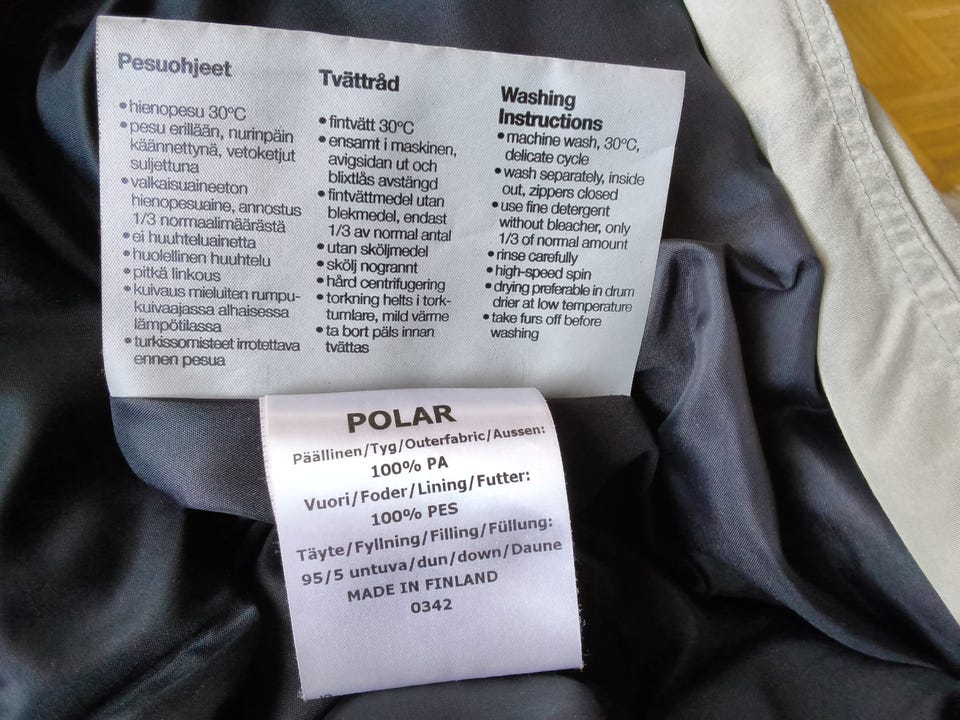 Pesuohjeet
•hienopesu 30°C
•pesu erillään, nurinpäin
käännettynä, vetoketjut
suljettuna
•valkaisuaineeton
hienopesuaine, annostus
1/3 normaalimäärästä
•ei huuhteluainetta
•huolellinen huuhtelu
•pitkä linkous
•kuivaus mieluiten rumpu-
kuivaajassa alhaisessa
lämpötilassa
•turkissomisteet irrotettava
ennen pesua
Tvättråd
•fintvätt 30°C
•ensamt i maskinen,
avigsidan ut och
blixtlås avstängd
•fintvättmedel utan
blekmedel, endast
1/3 av normal antal
•utan sköljmedel
•skölj nogrannt
•hård centrifugering
•torkning helts i tork-
tumlare, mild värme
•ta bort päls innan
tvättas
Washing
Instructions
•machine wash, 30°C,
delicate cycle
•wash separately, inside
out, zippers closed
•use fine detergent
without bleacher, only
1/3 of normal amount
•rinse carefully
•high-speed spin
•drying preferable in drum
drier at low temperature
•take furs off before
washing
POLAR
Päällinen/Tyg/Outerfabric/Aussen:
100% PA
Vuori/Foder/Lining/Futter:
100% PES
Täyte/Fyllning/Filling/Füllung:
95/5 untuva/dun/down/Daune
MADE IN FINLAND
0342